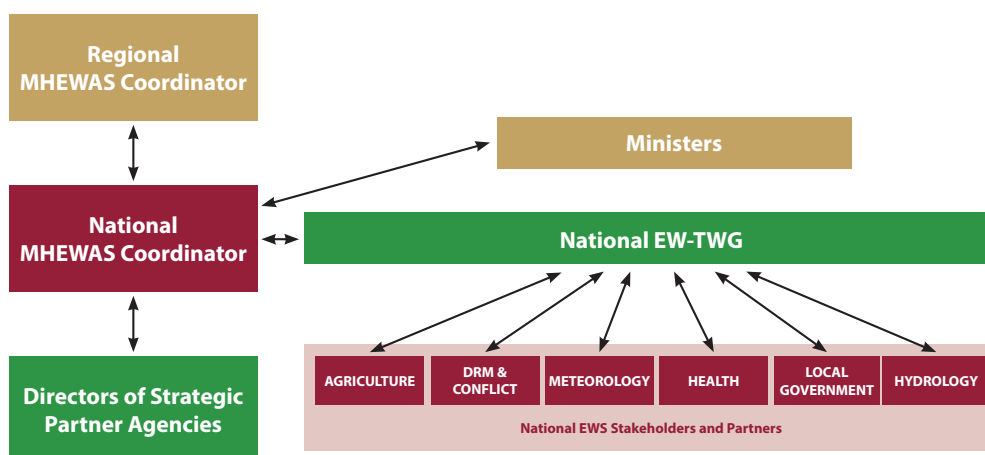 Regional
MHEWAS Coordinator
Ministers
National
MHEWAS Coordinator
National EW-TWG
Directors of Strategic
Partner Agencies
AGRICULTURE
DRM &
CONFLICT
METEOROLOGY
HEALTH
LOCAL
GOVERNMENT
HYDROLOGY
National EWS Stakeholders and Partners